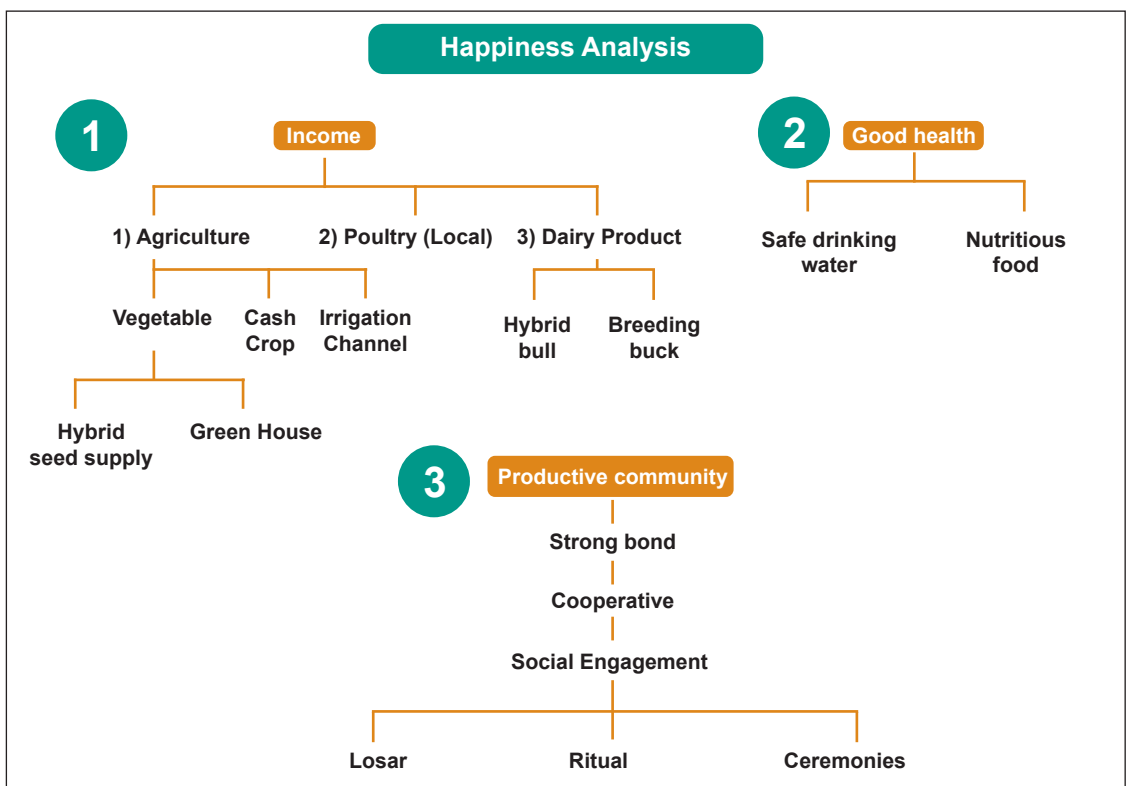 Happiness Analysis
1
Income
1) Agriculture
2) Poultry (Local)
3) Dairy Product
Vegetable
Cash
Crop
Irrigation
Channel
Hybrid
bull
Breeding
buck
Hybrid
seed supply
Green House
2
Good health
Safe drinking
water
Nutritious
food
3
Productive community
Strong bond
Cooperative
Social Engagement
Losar
Ritual
Ceremonies